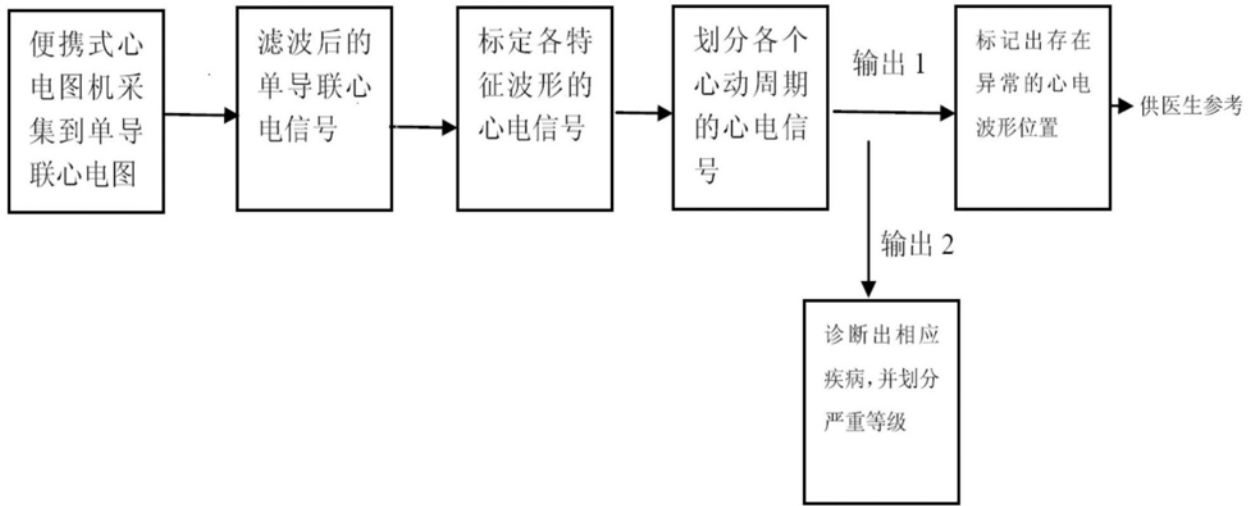 便携式心
电图机采
集到单导
联心电图
滤波后的
单导联心
电信号
标定各特
征波形的
心电信号
划分各个
心动周期
的心电信
号
输出 1
标记出存在
异常的心电
波形位置
供医生参考
输出 2
诊断出相应
疾病，并划分
严重等级